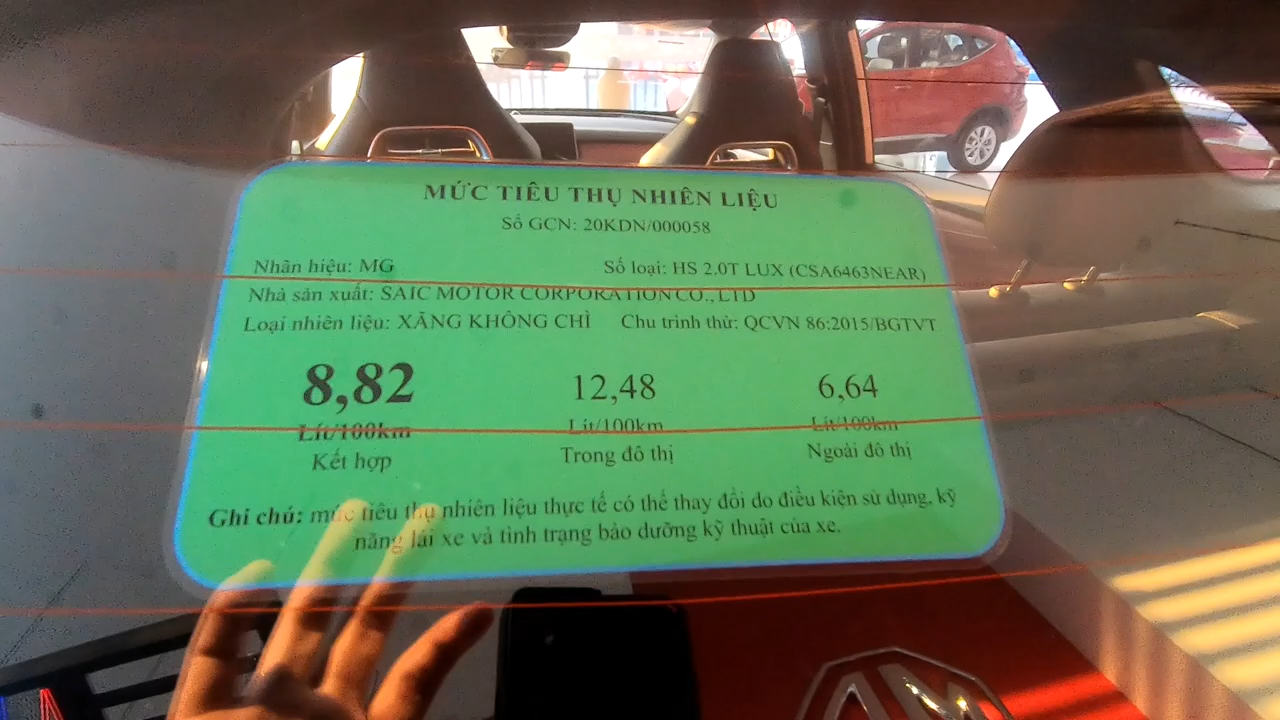 MỨC TIÊU THỤ NHIÊN LIỆU
Số GCN: 20KDN/000058
Nhãn hiệu: MG Số loại: HS 2.0T LUX (CSA6463NEAR)
Nhà sản xuất: SAIC MOTOR CORPORATION CO., LTD
Loại nhiên liệu: XĂNG KHÔNG CHÌ Chu trình thử: QCVN 86:2015/BGTVT
8,82 12,48 6,64
Lít/100km Lít/100km Lít/100km
Kết hợp Trong đô thị Ngoài đô thị
Ghi chú: mức tiêu thụ nhiên liệu thực tế có thể thay đổi do điều kiện sử dụng, kỹ
năng lái xe và tình trạng bảo dưỡng kỹ thuật của xe.